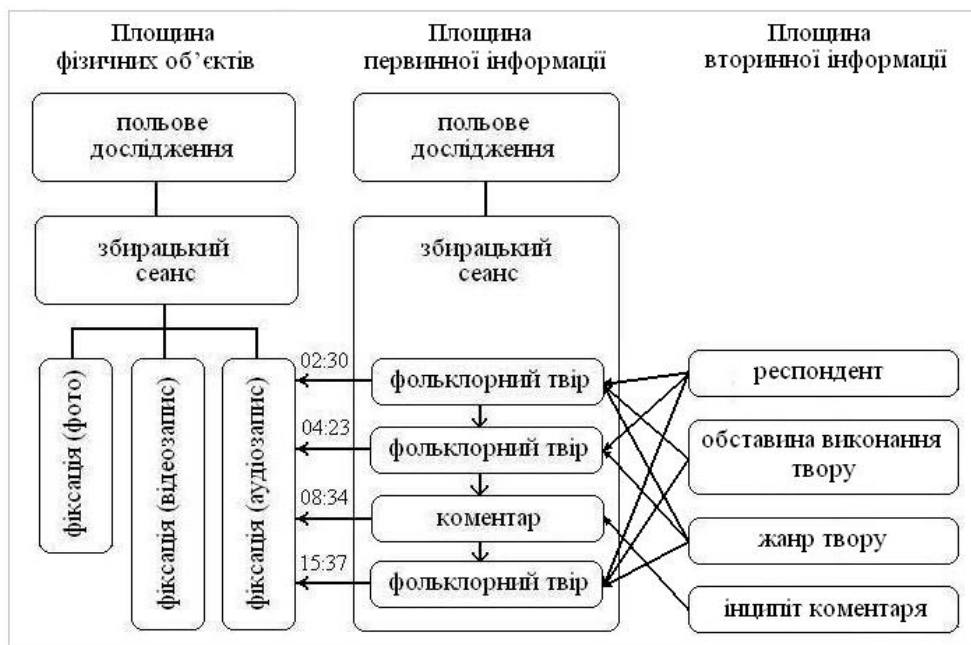 Площина
фізичних об’єктів
Площина
первинної інформації
Площина
вторинної інформації
польове
дослідження
польове
дослідження
збирацький
сеанс
збирацький
сеанс
фіксація (фото)
фіксація (відеозапис)
фіксація (аудіозапис)
02:30
фольклорний твір
04:23
фольклорний твір
08:34
коментар
15:37
фольклорний твір
респондент
обставина виконання
твору
жанр твору
інципіт коментаря